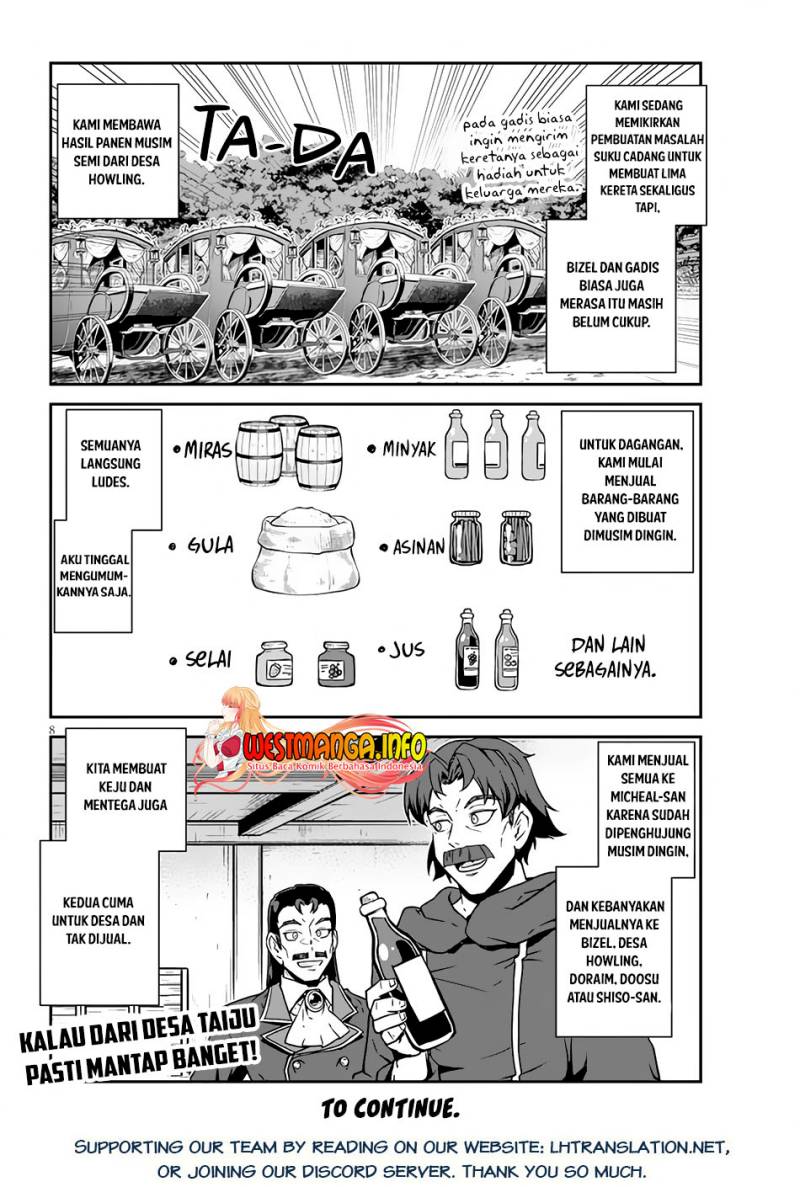 KAMI SEDANG
MEMIKIRKAN
PEMBUATAN MASALAH
SUKU CADANG UNTUK
MEMBUAT LIMA
KERETA SEKALIGUS
TAPI,
pada gadis biasa
ingin mengirim
keretanya sebagai
hadiah untuk
keluarga mereka.
BIZEL DAN GADIS
BIASA JUGA
MERASA ITU MASIH
BELUM CUKUP.
TA-DA
KAMI MEMBAWA
HASIL PANEN MUSIM
SEMI DARI DESA
HOWLING.
UNTUK DAGANGAN,
KAMI MULAI
MENJUAL
BARANG-BARANG
YANG DIBUAT
DIMUSIM DINGIN.
• MIRAS
• MINYAK
• GULA
• ASINAN
• SELAI
• JUS
DAN LAIN
SEBAGAINYA.
SEMUANYA
LANGSUNG
LUDES.
AKU TINGGAL
MENGUMUM-
KANNYA SAJA.
8
WESTMANGA.INFO
Situs Baca Komik Berbahasa Indonesia
KAMI MENJUAL
SEMUA KE
MICHEAL-SAN
KARENA SUDAH
DIPENGHUJUNG
MUSIM DINGIN,
DAN KEBANYAKAN
MENJUALNYA KE
BIZEL, DESA
HOWLING,
DORAIM, DOOSU
ATAU SHISO-SAN.
KITA MEMBUAT
KEJU DAN
MENTEGA JUGA
KEDUA CUMA
UNTUK DESA DAN
TAK DIJUAL.
KALAU DARI DESA TAIJU
PASTI MANTAP BANGET!
TO CONTINUE.
SUPPORTING OUR TEAM BY READING ON OUR WEBSITE: LHTRANSLATION.NET,
OR JOINING OUR DISCORD SERVER. THANK YOU SO MUCH.